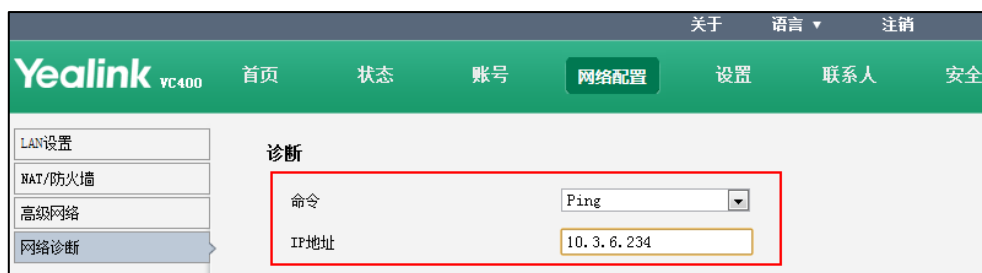 关于 语言 ▼ 注销
Yealink VC400 首页 状态 账号 网络配置 设置 联系人 安全
LAN设置
诊断
NAT/防火墙
命令 Ping
高级网络
网络诊断
IP地址 10.3.6.234